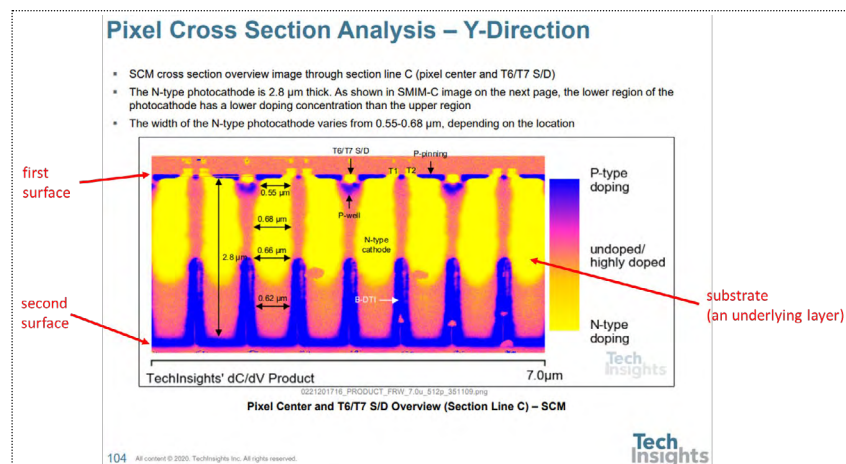 Pixel Cross Section Analysis – Y-Direction
▪ SCM cross section overview image through section line C (pixel center and T6/T7 S/D)
▪ The N-type photocathode is 2.8 µm thick. As shown in SMIM-C image on the next page, the lower region of the
photocathode has a lower doping concentration than the upper region
▪ The width of the N-type photocathode varies from 0.55-0.68 µm, depending on the location
first
surface
second
surface
T6/T7 S/D
P-pinning
T1 T2
0.55 µm
P-well
0.68 µm
N-type
cathode
2.8 µm
0.66 µm
0.62 µm
B-DTI
P-type
doping
undoped/
highly doped
N-type
doping
substrate
(an underlying layer)
Tech
Insights
TechInsights' dC/dV Product
7.0µm
0221201716_PRODUCT_FRW_7.0u_512p_351109.png
Pixel Center and T6/T7 S/D Overview (Section Line C) – SCM
104 All content © 2020. TechInsights Inc. All rights reserved.
Tech
Insights